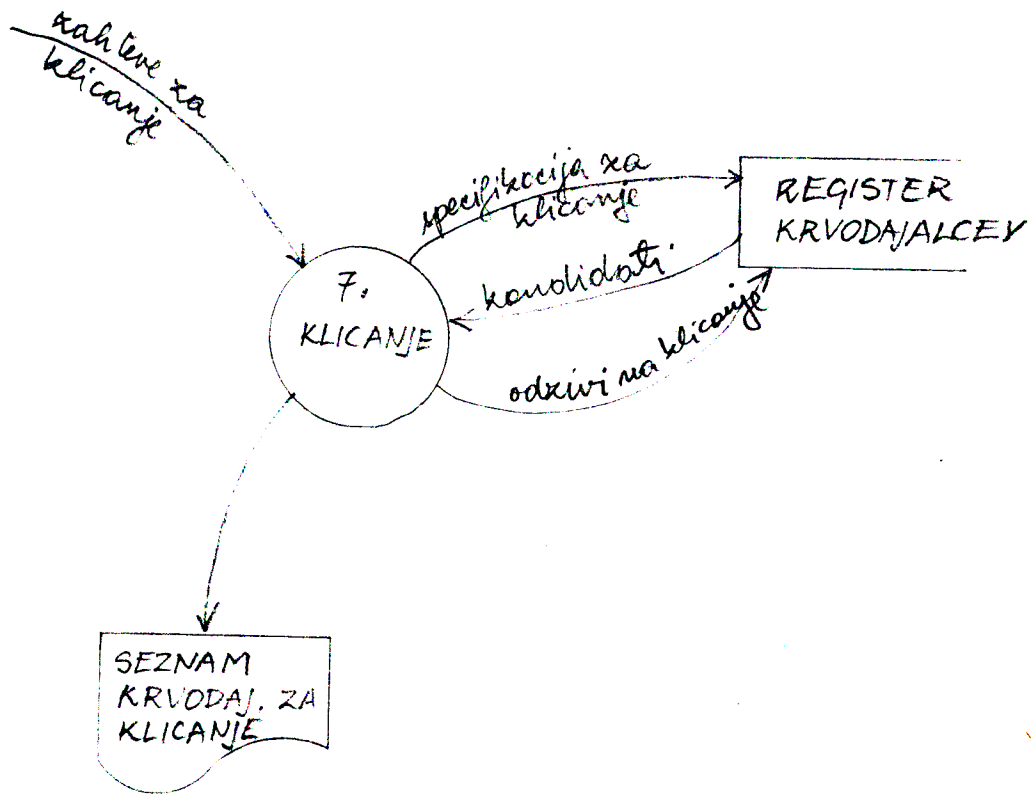 zahteve za
klicanje
specifikacija za
klicanje
REGISTER
KRVODAJALCEV
kandidati
7.
KLICANJE
odzivi na klicanje
SEZNAM
KRVODAJ. ZA
KLICANJE